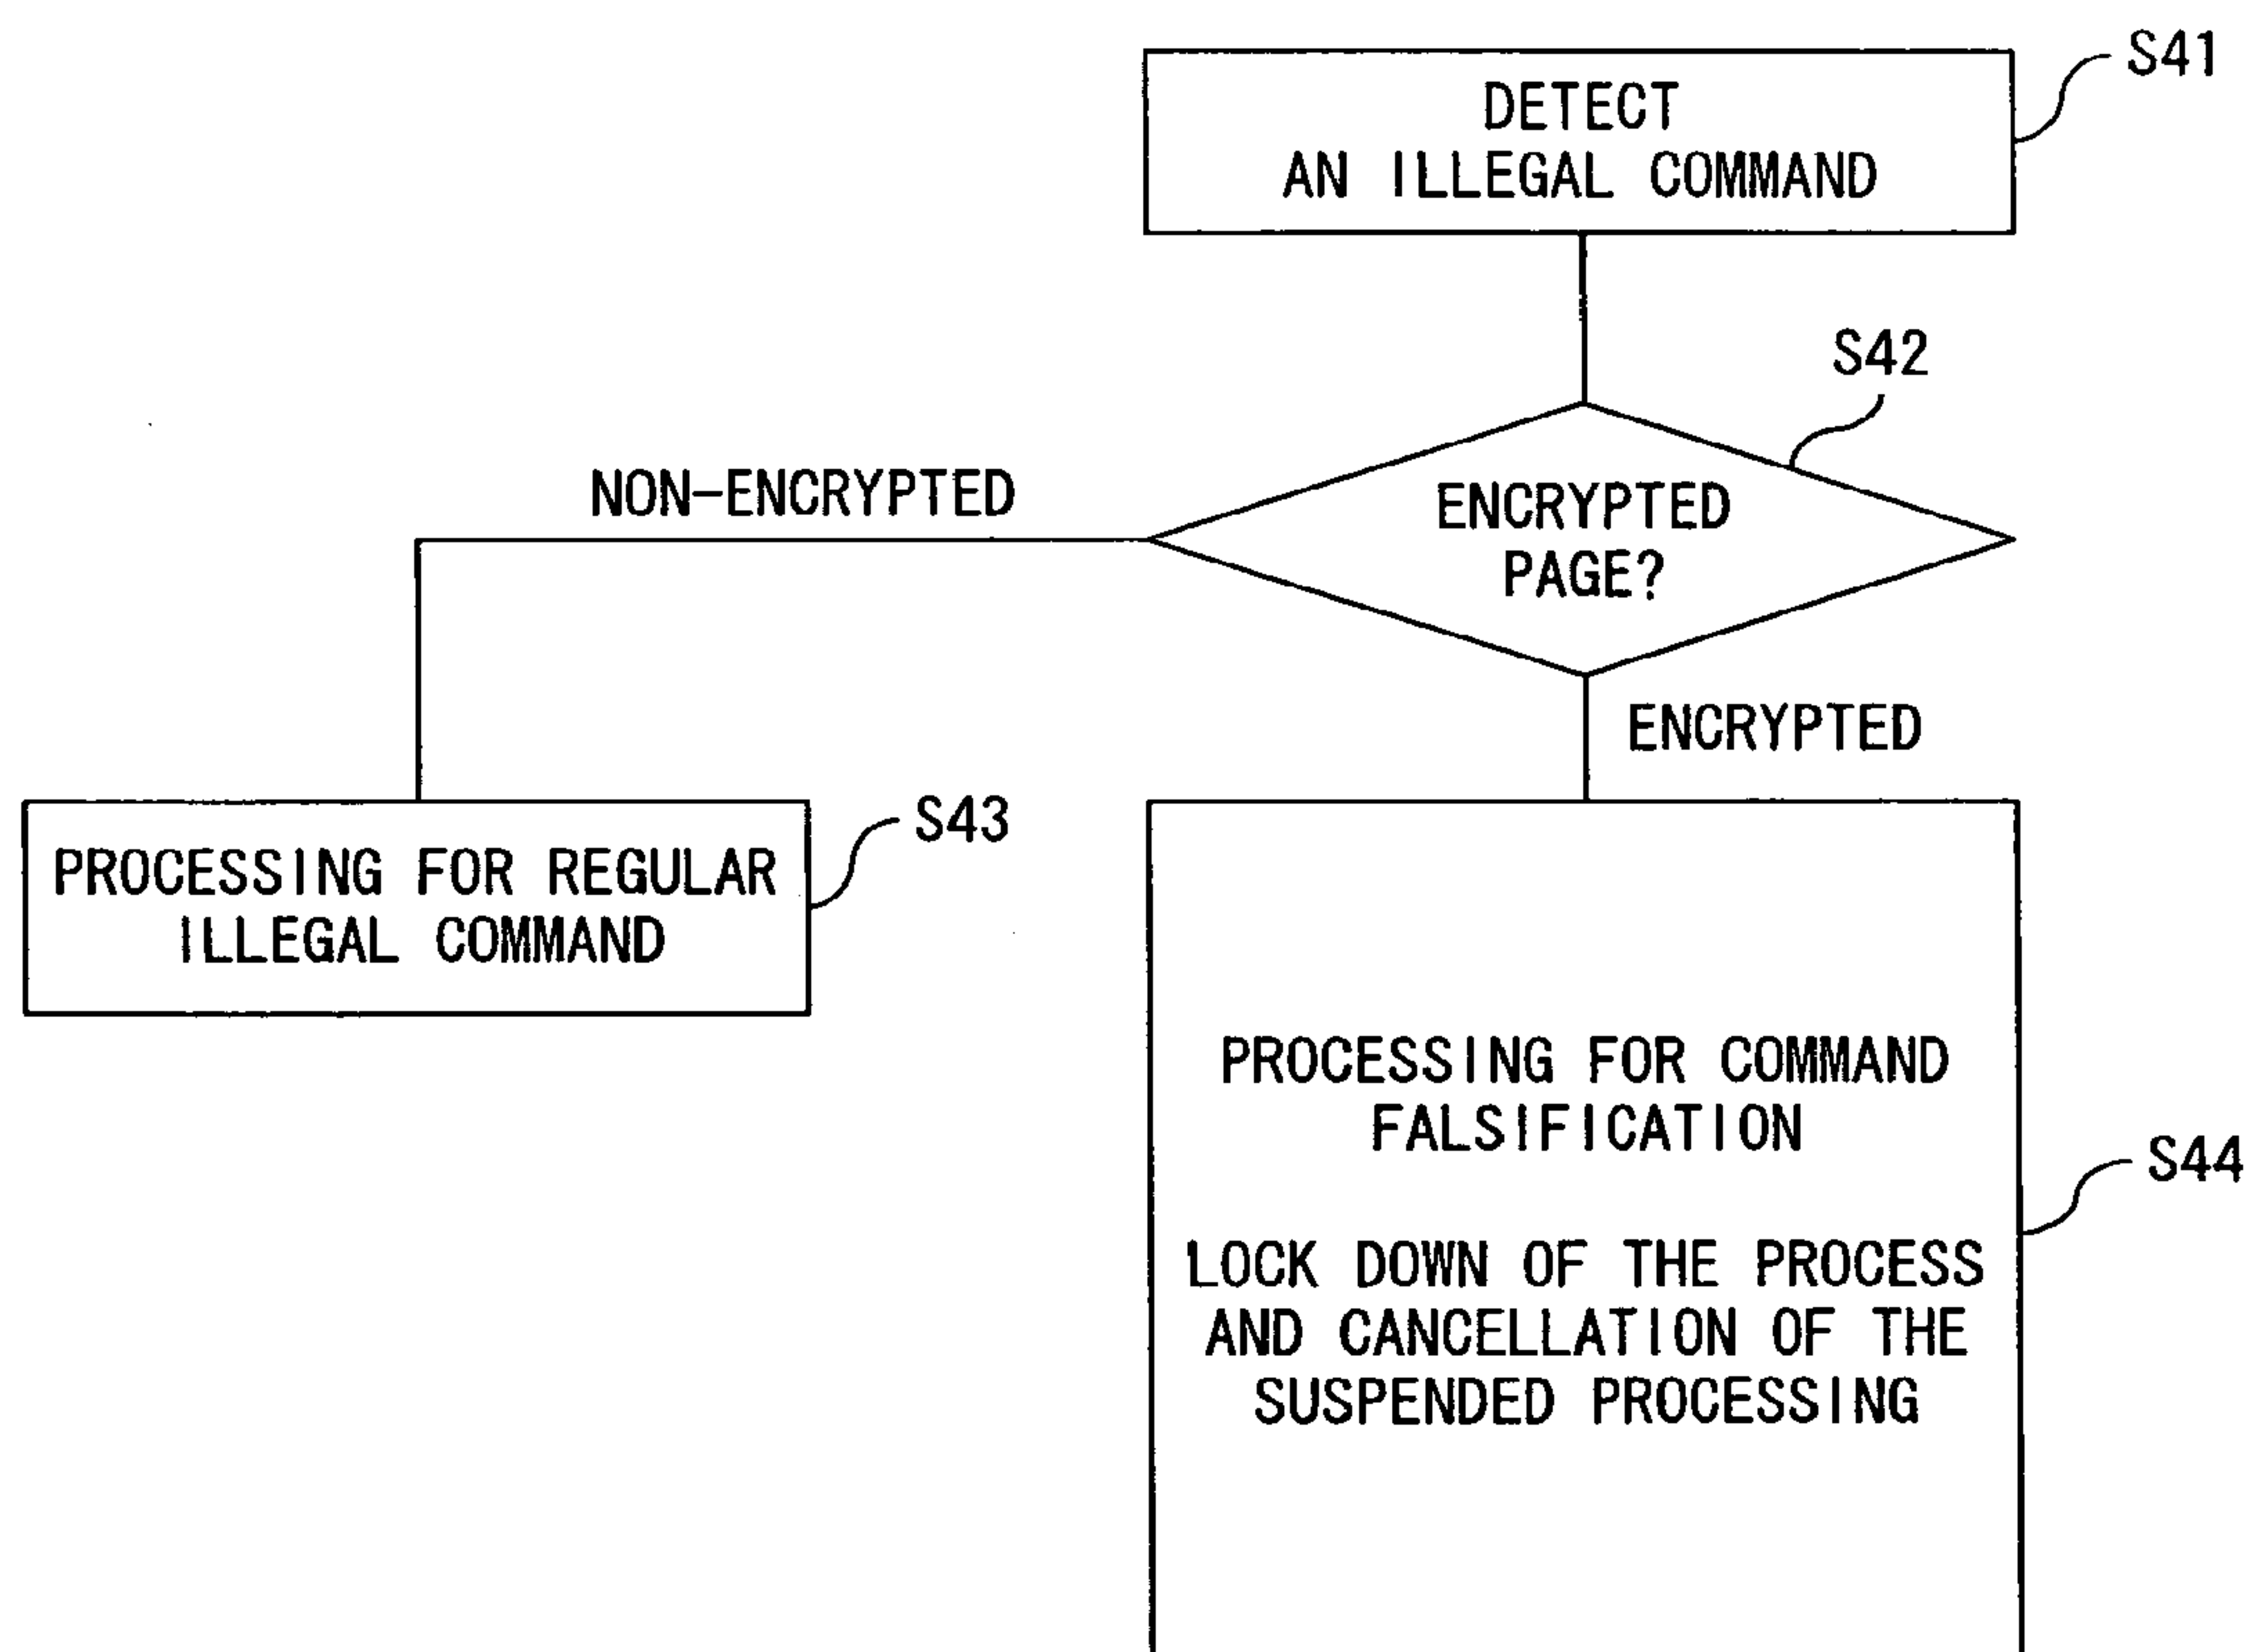 S41
DETECT
AN ILLEGAL COMMAND
S42
ENCRYPTED
PAGE?
NON-ENCRYPTED
ENCRYPTED
S43
PROCESSING FOR REGULAR
ILLEGAL COMMAND
PROCESSING FOR COMMAND
FALSIFICATION
S44
LOCK DOWN OF THE PROCESS
AND CANCELLATION OF THE
SUSPENDED PROCESSING